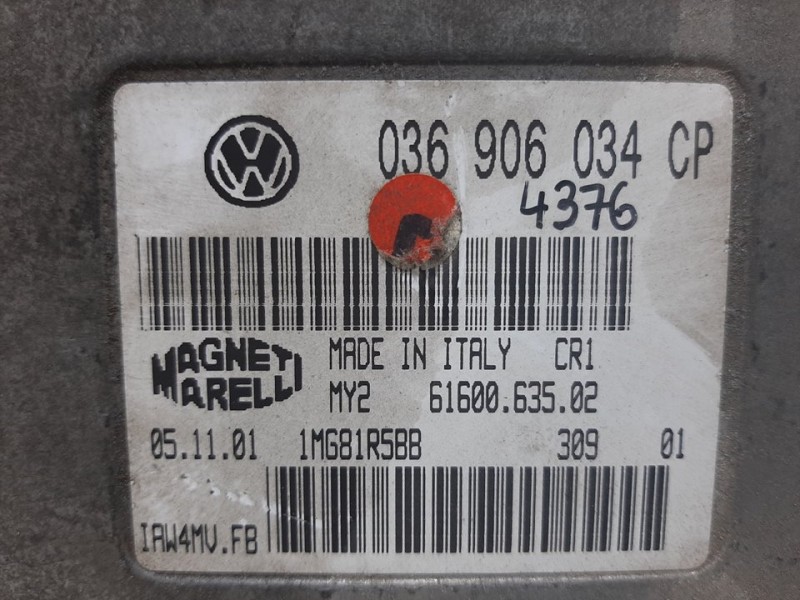 036 906 034 CP
4376
MAGNETI MADE IN ITALY CR1
MARELLI MY2 61600.635.02
05.11.01 1MG81R5BB 309 01
IAW4MV.FB